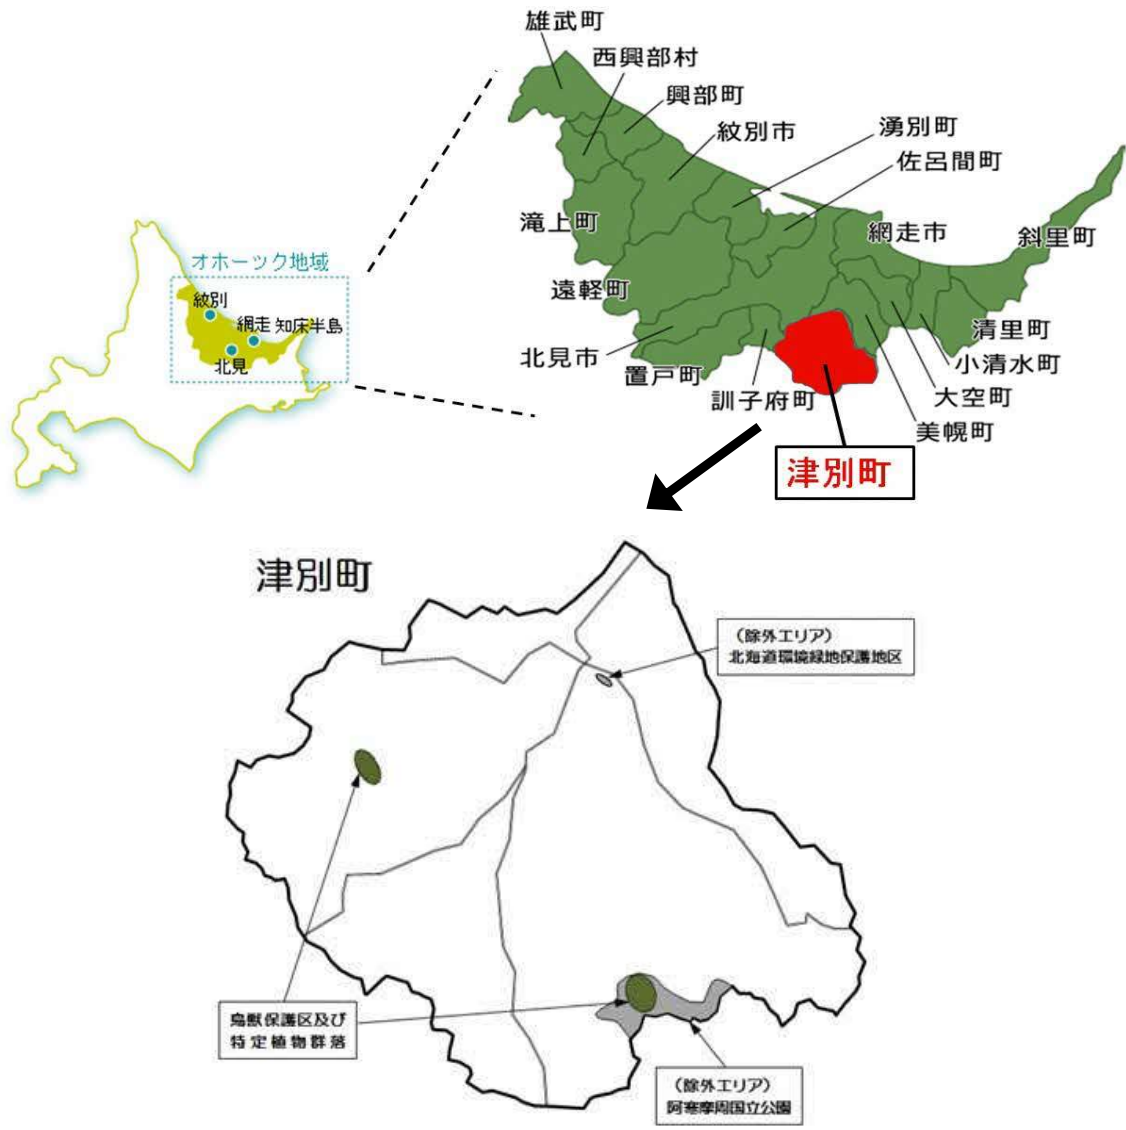 雄武町
西興部村
興部町
紋別市
湧別町
佐呂間町
滝上町
網走市
斜里町
遠軽町
北見市
置戸町
訓子府町
清里町
小清水町
大空町
美幌町
津別町
オホーツク地域
紋別
網走
知床半島
北見
津別町
（除外エリア）
北海道環境緑地保護地区
鳥獣保護区及び
特定植物群落
（除外エリア）
阿寒摩周国立公園